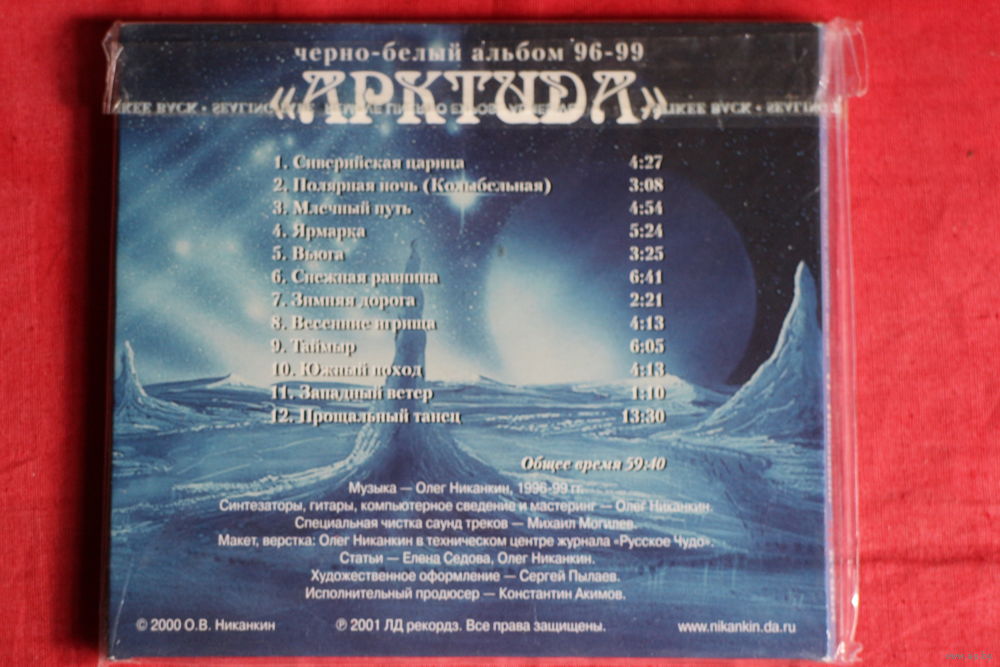 черно-белый альбом 96-99
«АРКТИДА»
1. Сиверийская царица 4:27
2. Полярная ночь (Колыбельная) 3:08
3. Млечный путь 4:54
4. Ярмарка 5:24
5. Вьюга 3:25
6. Снежная равнина 6:41
7. Зимняя дорога 2:21
8. Весенние игрища 4:13
9. Таймыр 6:05
10. Южный поход 4:13
11. Западный ветер 1:10
12. Прощальный танец 13:30
Общее время 59:40
Музыка — Олег Никанкин, 1996-99 гг.
Синтезаторы, гитары, компьютерное сведение и мастеринг — Олег Никанкин.
Специальная чистка саунд треков — Михаил Могилев.
Макет, верстка: Олег Никанкин в техническом центре журнала «Русское Чудо».
Статьи — Елена Седова, Олег Никанкин.
Художественное оформление — Сергей Пылаев.
Исполнительный продюсер — Константин Акимов.
© 2000 О.В. Никанкин ℗ 2001 ЛД рекордз. Все права защищены. www.nikankin.da.ru